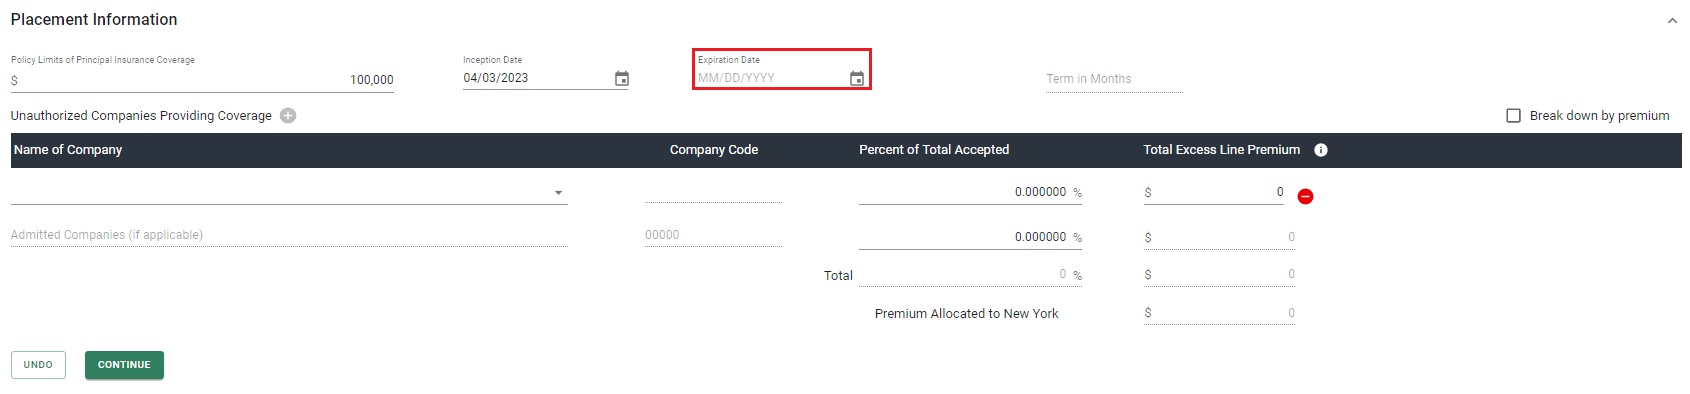 Placement Information
Policy Limits of Principal Insurance Coverage
$ 100,000
Inception Date
04/03/2023
Expiration Date
MM/DD/YYYY
Term in Months
Unauthorized Companies Providing Coverage
Break down by premium
Name of Company Company Code Percent of Total Accepted Total Excess Line Premium
0.000000 % $ 0
Admitted Companies (if applicable) 00000 0.000000 % $ 0
Total 0 % $ 0
Premium Allocated to New York $ 0
UNDO CONTINUE